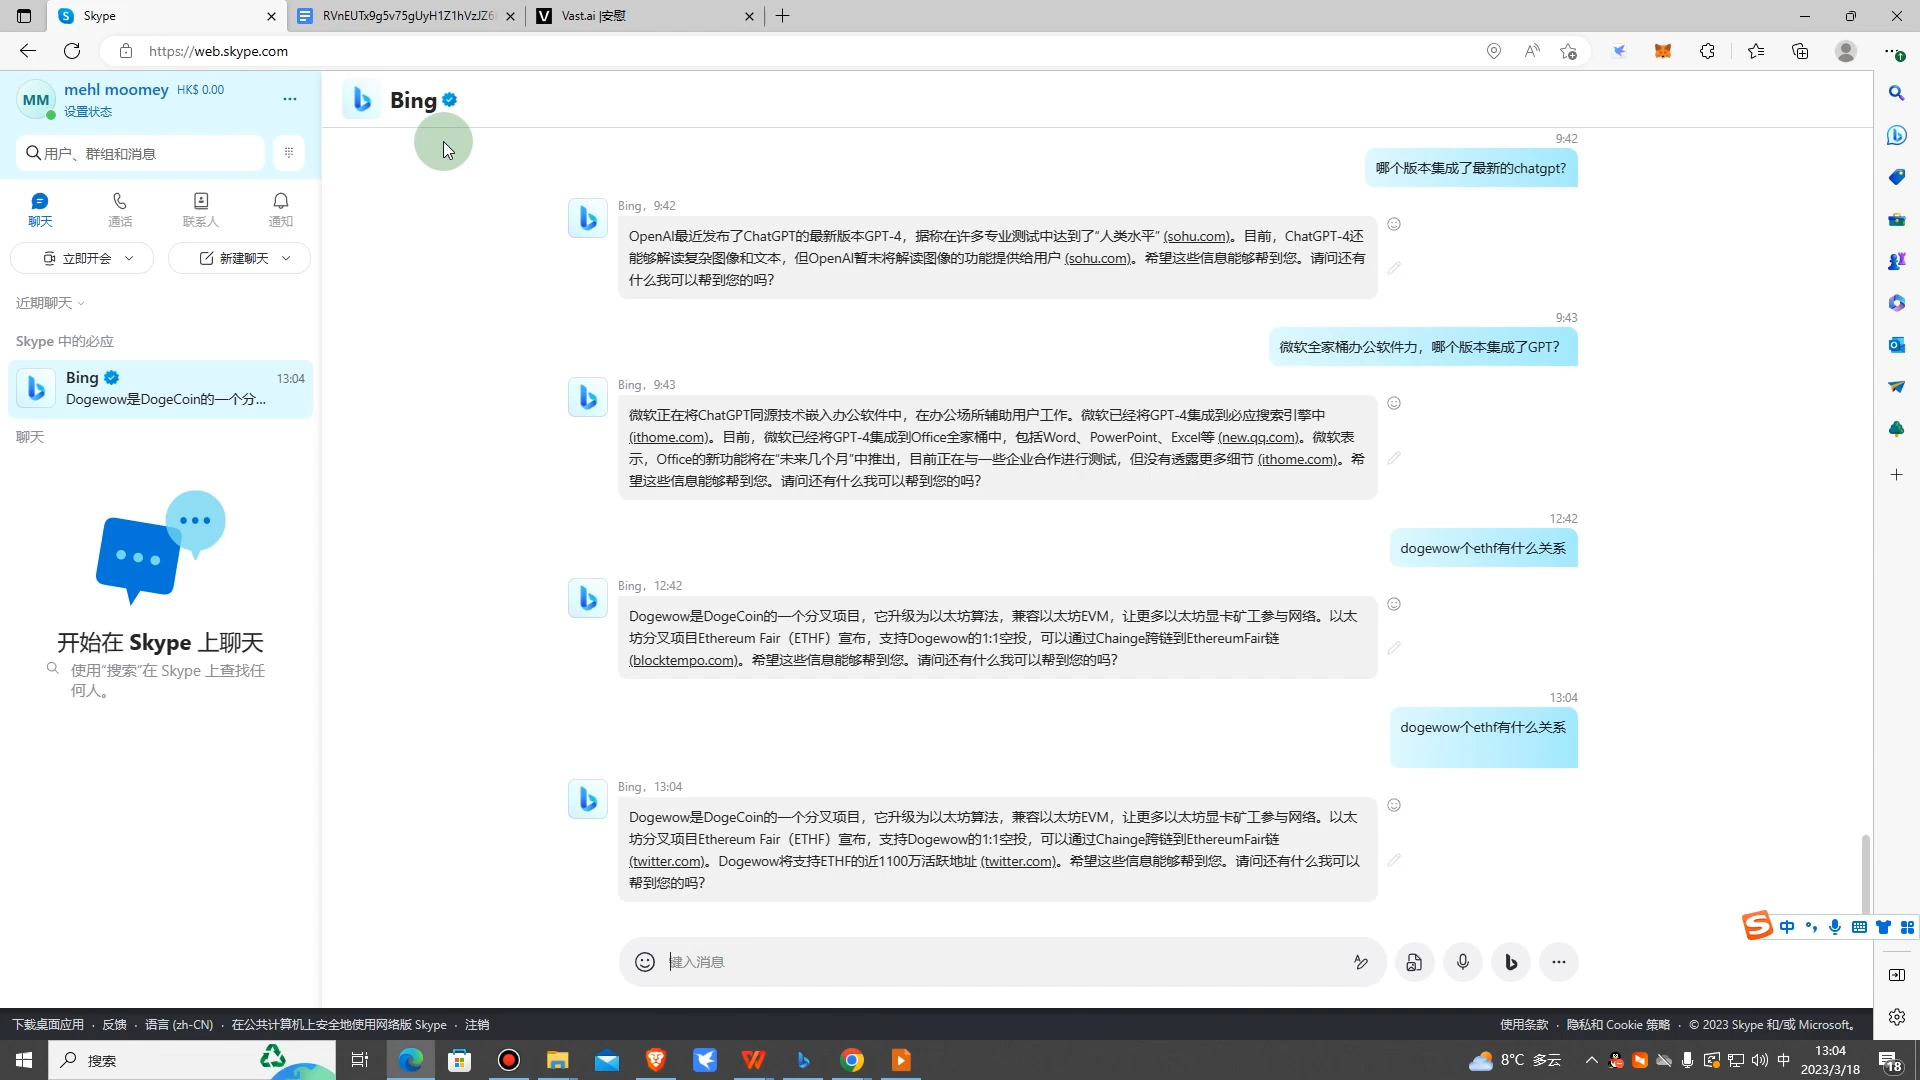 Skype
RVnEUTx9g5v75gUyH1Z1hVzJZ6
Vast.ai |安慰
https://web.skype.com
MM
mehl moomey HK$ 0.00
设置状态
用户、群组和消息
聊天
通话
联系人
通知
立即开会
新建聊天
近期聊天
Skype 中的必应
Bing
13:04
Dogewow是DogeCoin的一个分...
聊天
开始在 Skype 上聊天
使用“搜索”在 Skype 上查找任
何人。
Bing
9:42
哪个版本集成了最新的chatgpt?
Bing，9:42
OpenAI最近发布了ChatGPT的最新版本GPT-4，据称在许多专业测试中达到了“人类水平” (sohu.com)。目前，ChatGPT-4还
能够解读复杂图像和文本，但OpenAI暂未将解读图像的功能提供给用户 (sohu.com)。希望这些信息能够帮到您。请问还有
什么我可以帮到您的吗？
9:43
微软全家桶办公软件力，哪个版本集成了GPT？
Bing，9:43
微软正在将ChatGPT同源技术嵌入办公软件中，在办公场所辅助用户工作。微软已经将GPT-4集成到必应搜索引擎中
(ithome.com)。目前，微软已经将GPT-4集成到Office全家桶中，包括Word、PowerPoint、Excel等 (new.qq.com)。微软表
示，Office的新功能将在“未来几个月”中推出，目前正在与一些企业合作进行测试，但没有透露更多细节 (ithome.com)。希
望这些信息能够帮到您。请问还有什么我可以帮到您的吗？
12:42
dogewow个ethf有什么关系
Bing，12:42
Dogewow是DogeCoin的一个分叉项目，它升级为以太坊算法，兼容以太坊EVM，让更多以太坊显卡矿工参与网络。以太
坊分叉项目Ethereum Fair（ETHF）宣布，支持Dogewow的1:1空投，可以通过Chainge跨链到EthereumFair链
(blocktempo.com)。希望这些信息能够帮到您。请问还有什么我可以帮到您的吗？
13:04
dogewow个ethf有什么关系
Bing，13:04
Dogewow是DogeCoin的一个分叉项目，它升级为以太坊算法，兼容以太坊EVM，让更多以太坊显卡矿工参与网络。以太
坊分叉项目Ethereum Fair（ETHF）宣布，支持Dogewow的1:1空投，可以通过Chainge跨链到EthereumFair链
(twitter.com)。Dogewow将支持ETHF的近1100万活跃地址 (twitter.com)。希望这些信息能够帮到您。请问还有什么我可以
帮到您的吗？
键入消息
中
下载桌面应用 · 反馈 · 语言 (zh-CN) · 在公共计算机上安全地使用网络版 Skype · 注销
使用条款 · 隐私和 Cookie 策略 · © 2023 Skype 和/或 Microsoft。
搜索
8°C 多云
中
13:04
2023/3/18
18